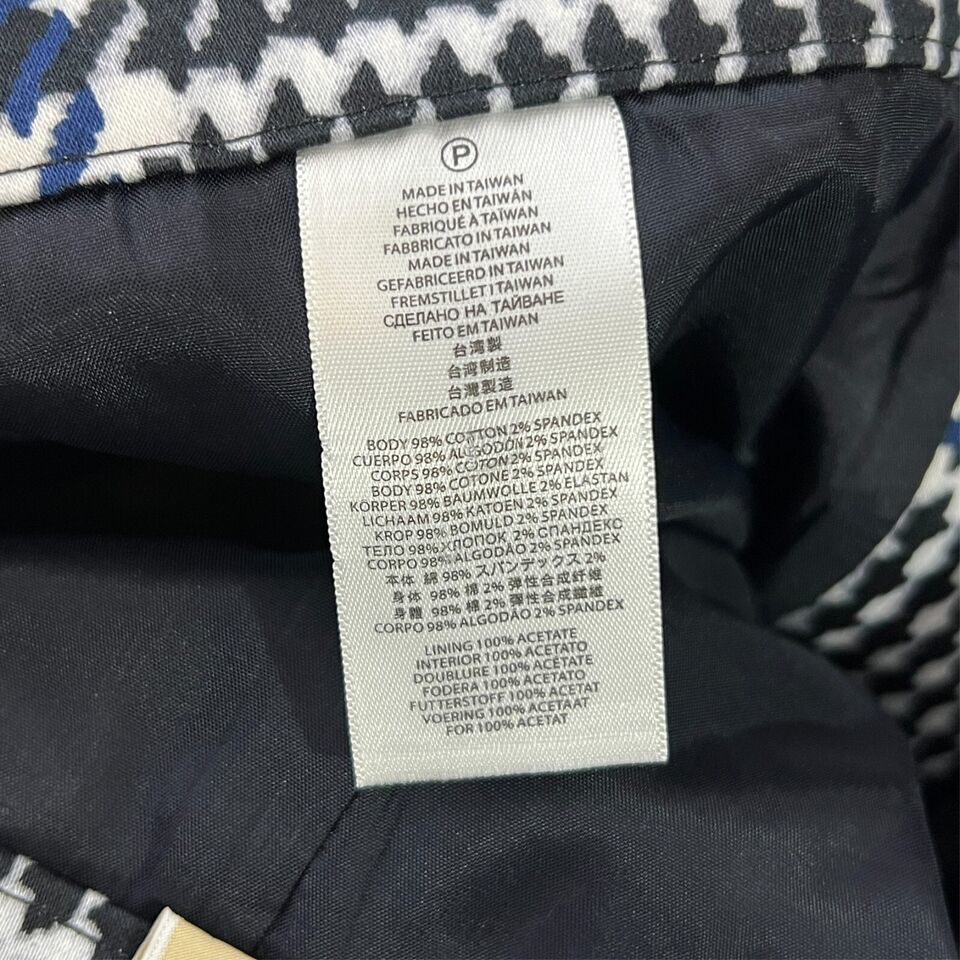 P
MADE IN TAIWAN
HECHO EN TAIWÁN
FABRIQUÉ À TAÏWAN
FABBRICATO IN TAIWAN
MADE IN TAIWAN
GEFABRICEERD IN TAIWAN
FREMSTILLET I TAIWAN
СДЕЛАНО НА ТАЙВАНЕ
FEITO EM TAIWAN
台湾製
台湾制造
台灣製造
FABRICADO EM TAIWAN
BODY 98% COTTON 2% SPANDEX
CUERPO 98% ALGODÓN 2% SPANDEX
CORPS 98% COTON 2% SPANDEX
BODY 98% COTONE 2% SPANDEX
KÖRPER 98% BAUMWOLLE 2% ELASTAN
LICHAAM 98% KATOEN 2% SPANDEX
KROP 98% BOMULD 2% SPANDEX
ТЕЛО 98% ХЛОПОК 2% СПАНДЕКС
CORPO 98% ALGODÃO 2% SPANDEX
本体 綿 98% スパンデックス 2%
身体 98% 棉 2% 弹性合成纤维
身體 98% 棉 2% 彈性合成纖維
CORPO 98% ALGODÃO 2% SPANDEX
LINING 100% ACETATE
INTERIOR 100% ACETATO
DOUBLURE 100% ACÉTATE
FODERA 100% ACETATO
FUTTERSTOFF 100% ACETAT
VOERING 100% ACETAAT
FOR 100% ACETAT